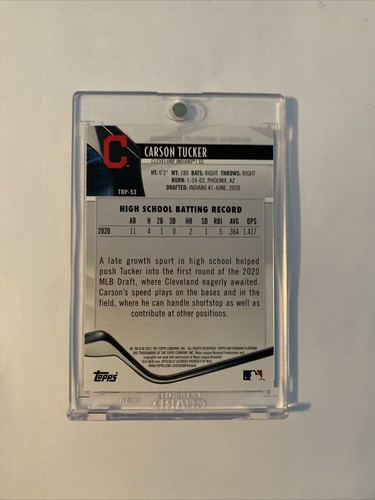 C
CARSON TUCKER
CLEVELAND INDIANS® | SS
TOP-53
HT: 6'2" WT: 180 BATS: RIGHT THROWS: RIGHT
BORN: 1-24-02, PHOENIX, AZ
DRAFTED: INDIANS #1-JUNE, 2020
HIGH SCHOOL BATTING RECORD
AB H 2B 3B HR SB RBI AVG OPS
2020 11 4 1 0 2 1 5 .364 1.417
A late growth spurt in high school helped
push Tucker into the first round of the 2020
MLB Draft, where Cleveland eagerly awaited.
Carson's speed plays on the bases and in the
field, where he can handle shortstop as well as
contribute at other positions.
Topps